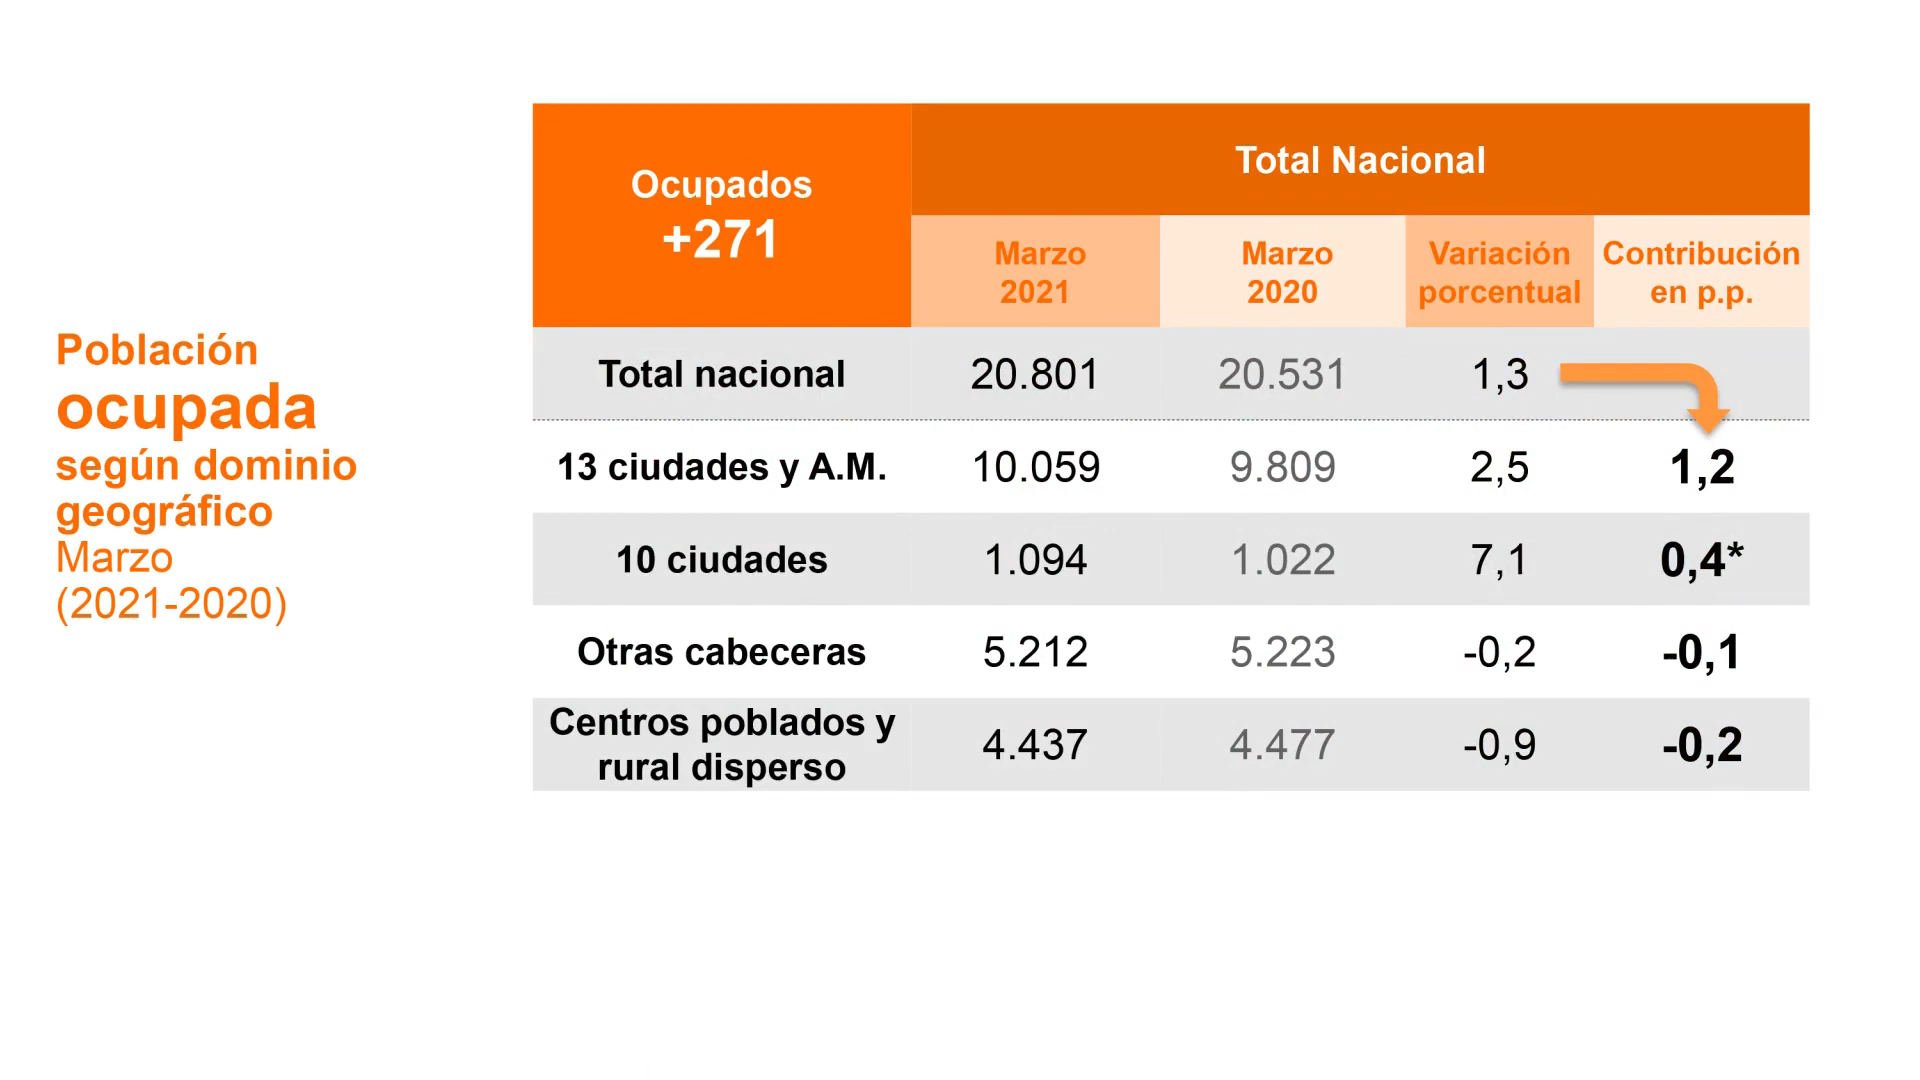 Población
ocupada
según dominio
geográfico
Marzo
(2021-2020)
Ocupados
+271
Total Nacional
Marzo
2021
Marzo
2020
Variación
porcentual
Contribución
en p.p.
Total nacional 20.801 20.531 1,3
13 ciudades y A.M. 10.059 9.809 2,5 1,2
10 ciudades 1.094 1.022 7,1 0,4*
Otras cabeceras 5.212 5.223 -0,2 -0,1
Centros poblados y
rural disperso 4.437 4.477 -0,9 -0,2